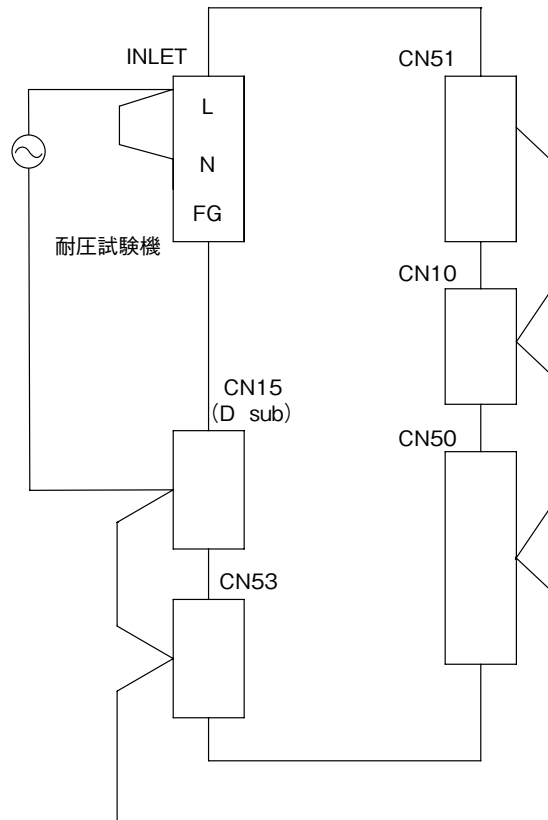 INLET
L
N
FG
耐圧試験機
CN15
(D sub)
CN53
CN51
CN10
CN50